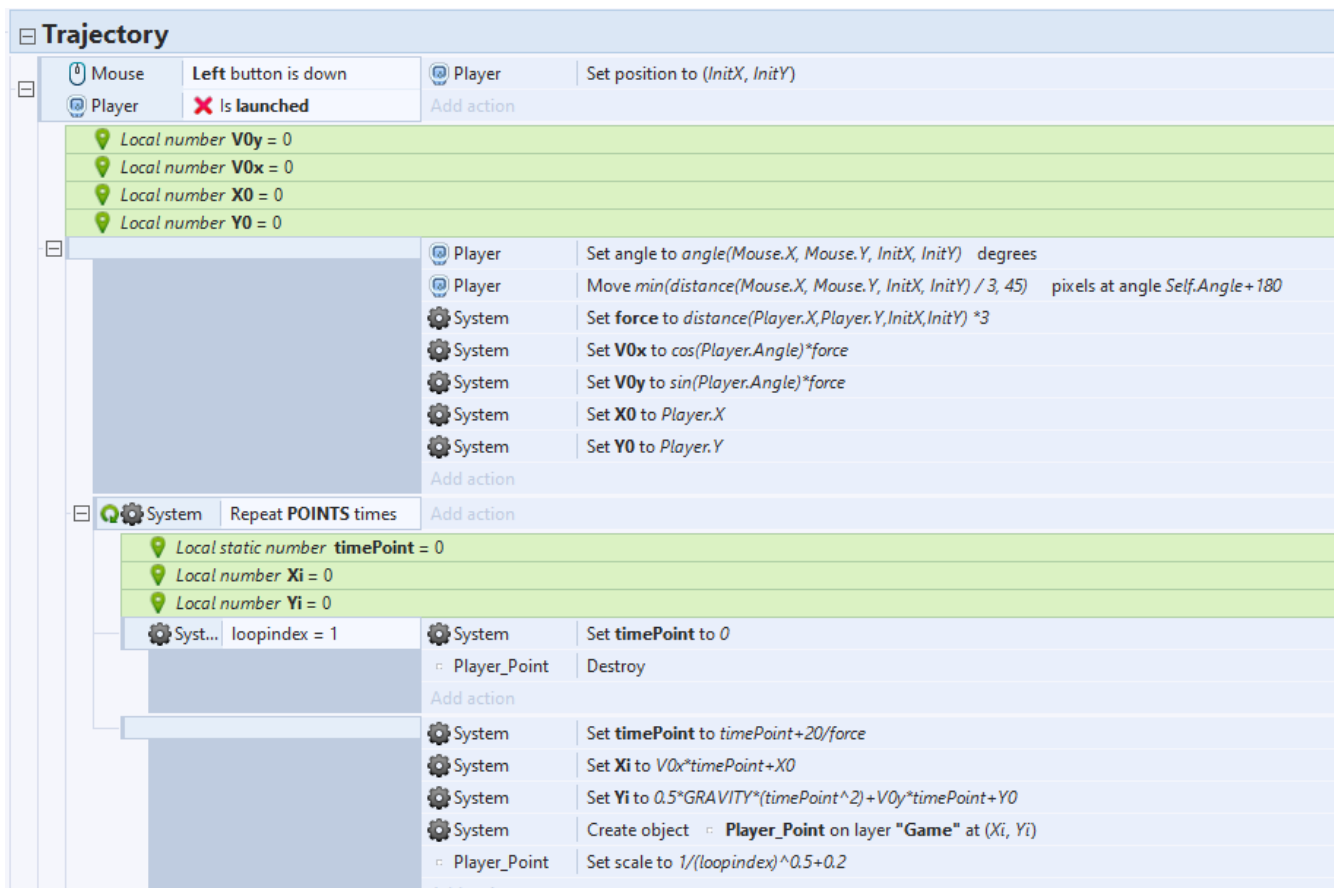 Trajectory
Mouse Left button is down Player Set position to (InitX, InitY)
Player Is launched Add action
Local number V0y = 0
Local number V0x = 0
Local number X0 = 0
Local number Y0 = 0
Player Set angle to angle(Mouse.X, Mouse.Y, InitX, InitY) degrees
Player Move min(distance(Mouse.X, Mouse.Y, InitX, InitY) / 3, 45) pixels at angle Self.Angle+180
System Set force to distance(Player.X,Player.Y,InitX,InitY) *3
System Set V0x to cos(Player.Angle)*force
System Set V0y to sin(Player.Angle)*force
System Set X0 to Player.X
System Set Y0 to Player.Y
Add action
System Repeat POINTS times Add action
Local static number timePoint = 0
Local number Xi = 0
Local number Yi = 0
Syst... loopindex = 1 System Set timePoint to 0
Player_Point Destroy
Add action
System Set timePoint to timePoint+20/force
System Set Xi to V0x*timePoint+X0
System Set Yi to 0.5*GRAVITY*(timePoint^2)+V0y*timePoint+Y0
System Create object Player_Point on layer "Game" at (Xi, Yi)
Player_Point Set scale to 1/(loopindex)^0.5+0.2